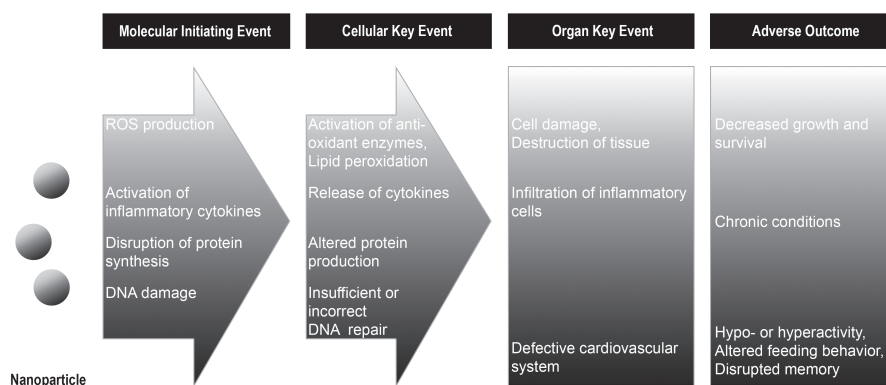 Molecular Initiating Event
Cellular Key Event
Organ Key Event
Adverse Outcome
ROS production
Activation of
inflammatory cytokines
Disruption of protein
synthesis
DNA damage
Activation of anti-
oxidant enzymes,
Lipid peroxidation
Release of cytokines
Altered protein
production
Insufficient or
incorrect
DNA repair
Cell damage,
Destruction of tissue
Infiltration of inflammatory
cells
Defective cardiovascular
system
Decreased growth and
survival
Chronic conditions
Hypo- or hyperactivity,
Altered feeding behavior,
Disrupted memory
Nanoparticle